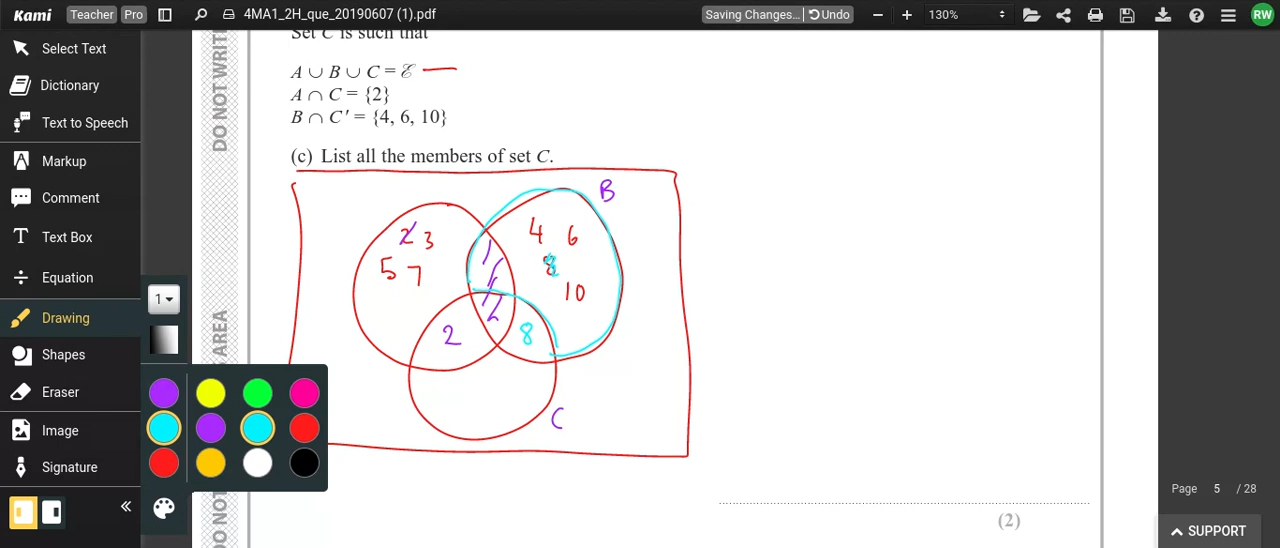 Kami Teacher Pro 4MA1_2H_que_20190607 (1).pdf Saving Changes... Undo 130% RW
Select Text
Dictionary
Text to Speech
Markup
Comment
Text Box
Equation
Drawing
Shapes
Eraser
Image
Signature
1
DO NOT WRIT
AREA
DO NOT
Set C is such that
A ∪ B ∪ C = ℰ
A ∩ C = {2}
B ∩ C′ = {4, 6, 10}
(c) List all the members of set C.
B
2 3 4 6
5 7 8
10
2 8
C
(2)
Page 5 / 28
SUPPORT